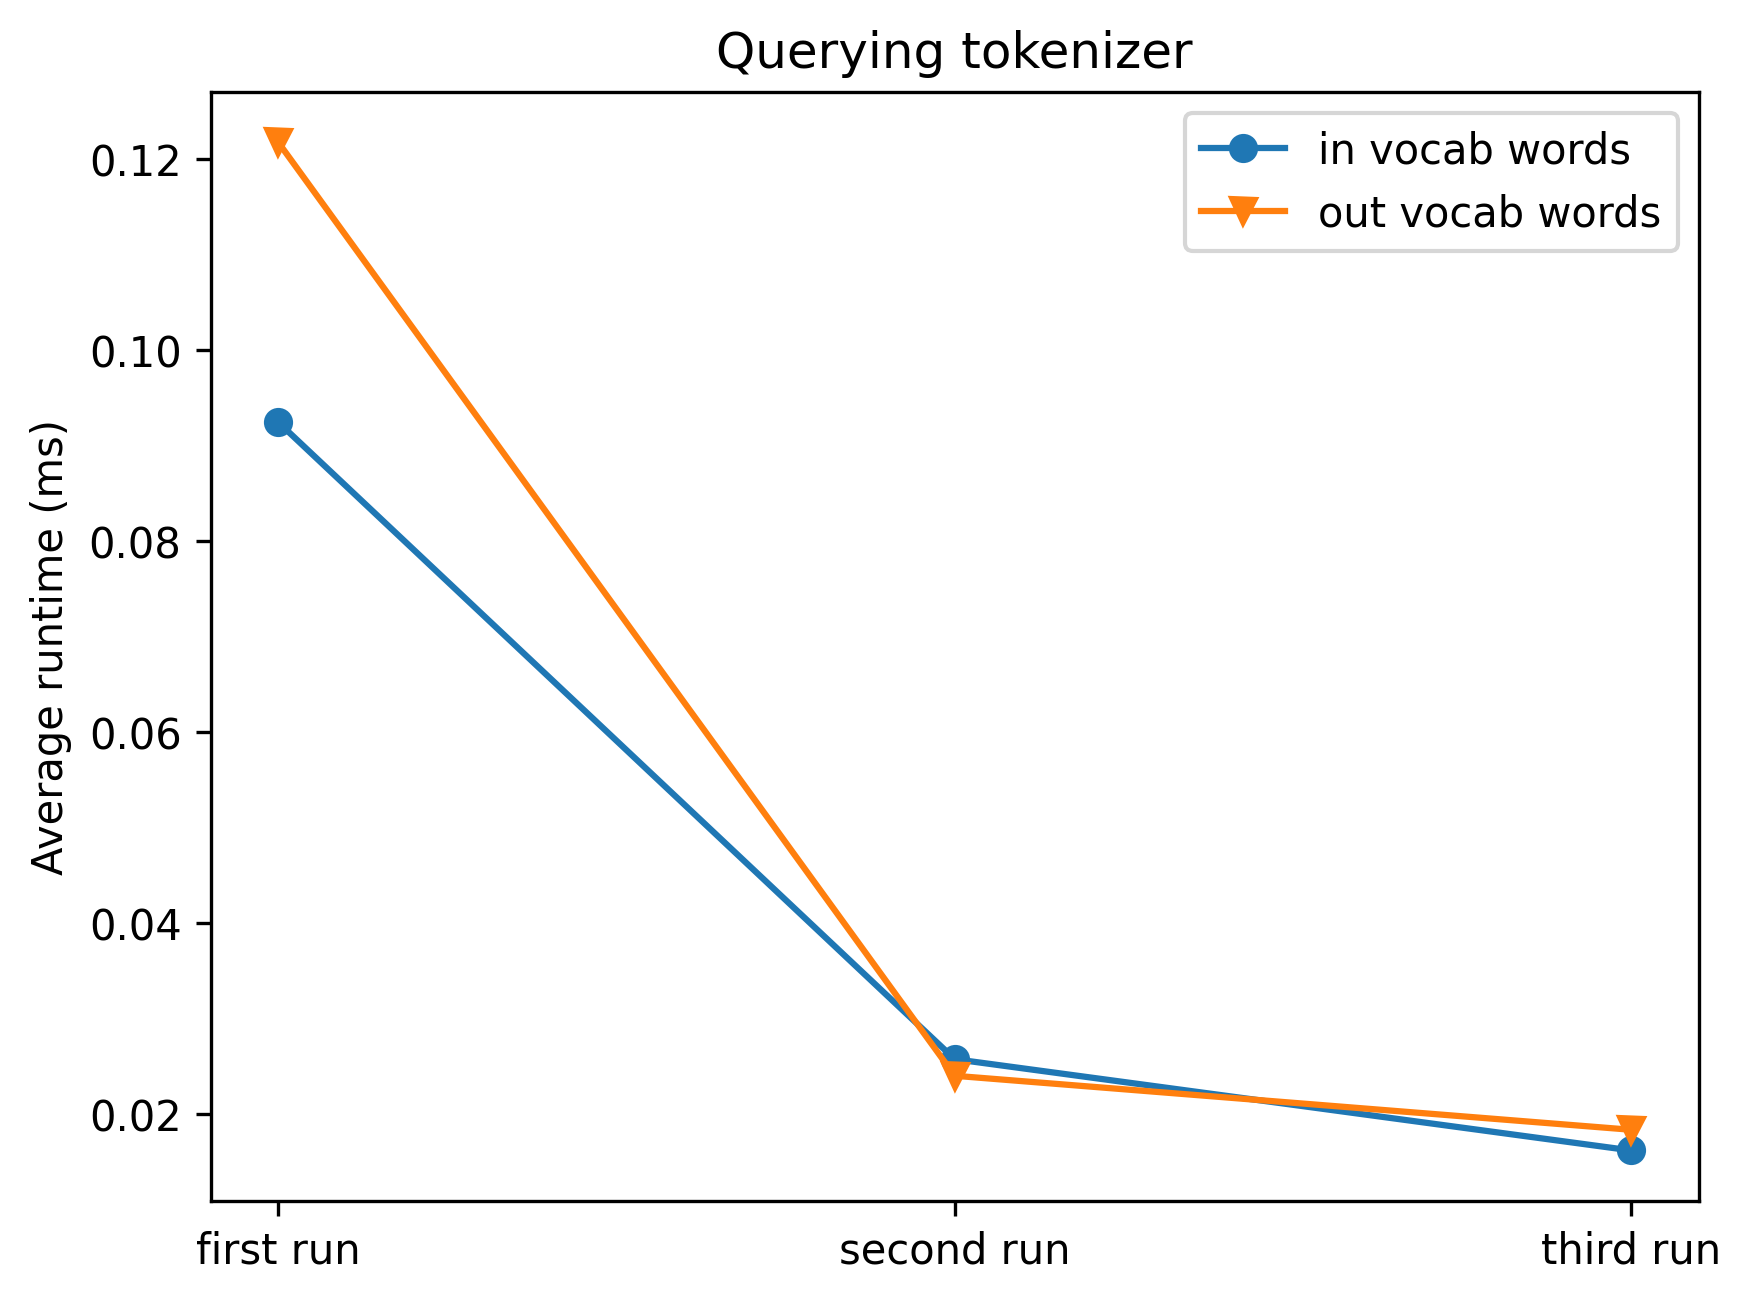 Querying tokenizer
in vocab words
out vocab words
Average runtime (ms)
0.12
0.10
0.08
0.06
0.04
0.02
first run
second run
third run